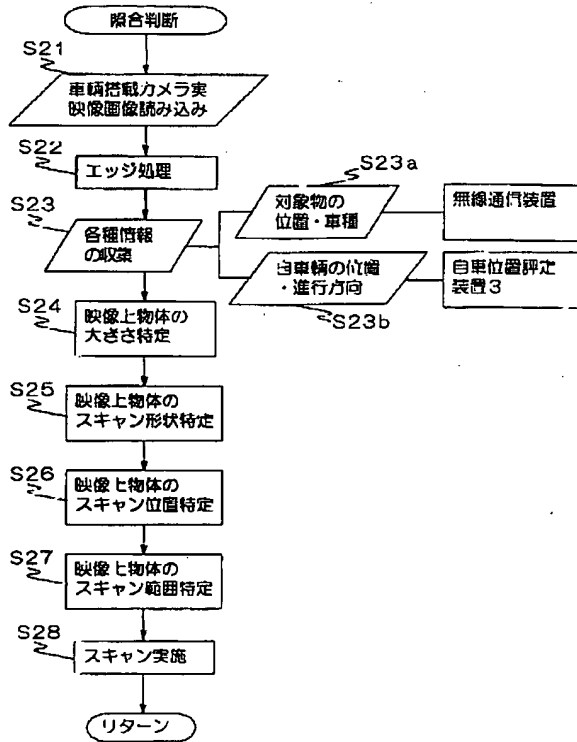 照合判断
S21
車輌搭載カメラ実
映像画像読み込み
S22
エッジ処理
S23
各種情報
の収集
S23a
対象物の
位置・車種
無線通信装置
自車輌の位置
・進行方向
自車位置評定
装置3
S23b
S24
映像上物体の
大きさ特定
S25
映像上物体の
スキャン形状特定
S26
映像上物体の
スキャン位置特定
S27
映像上物体の
スキャン範囲特定
S28
スキャン実施
リターン